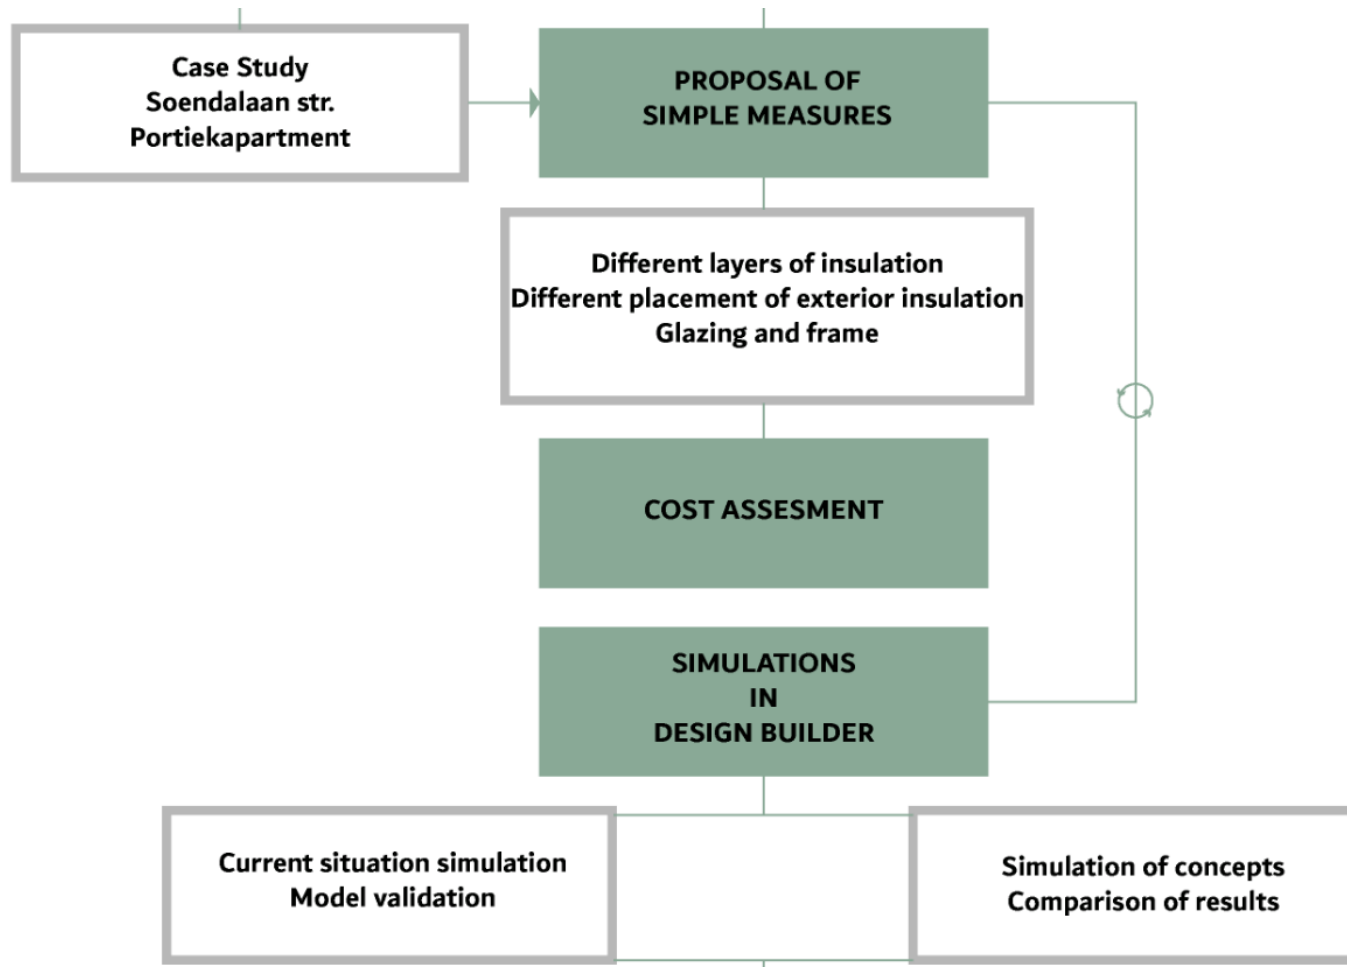 Case Study
Soendalaan str.
Portiekapartment
PROPOSAL OF
SIMPLE MEASURES
Different layers of insulation
Different placement of exterior insulation
Glazing and frame
COST ASSESMENT
SIMULATIONS
IN
DESIGN BUILDER
Current situation simulation
Model validation
Simulation of concepts
Comparison of results